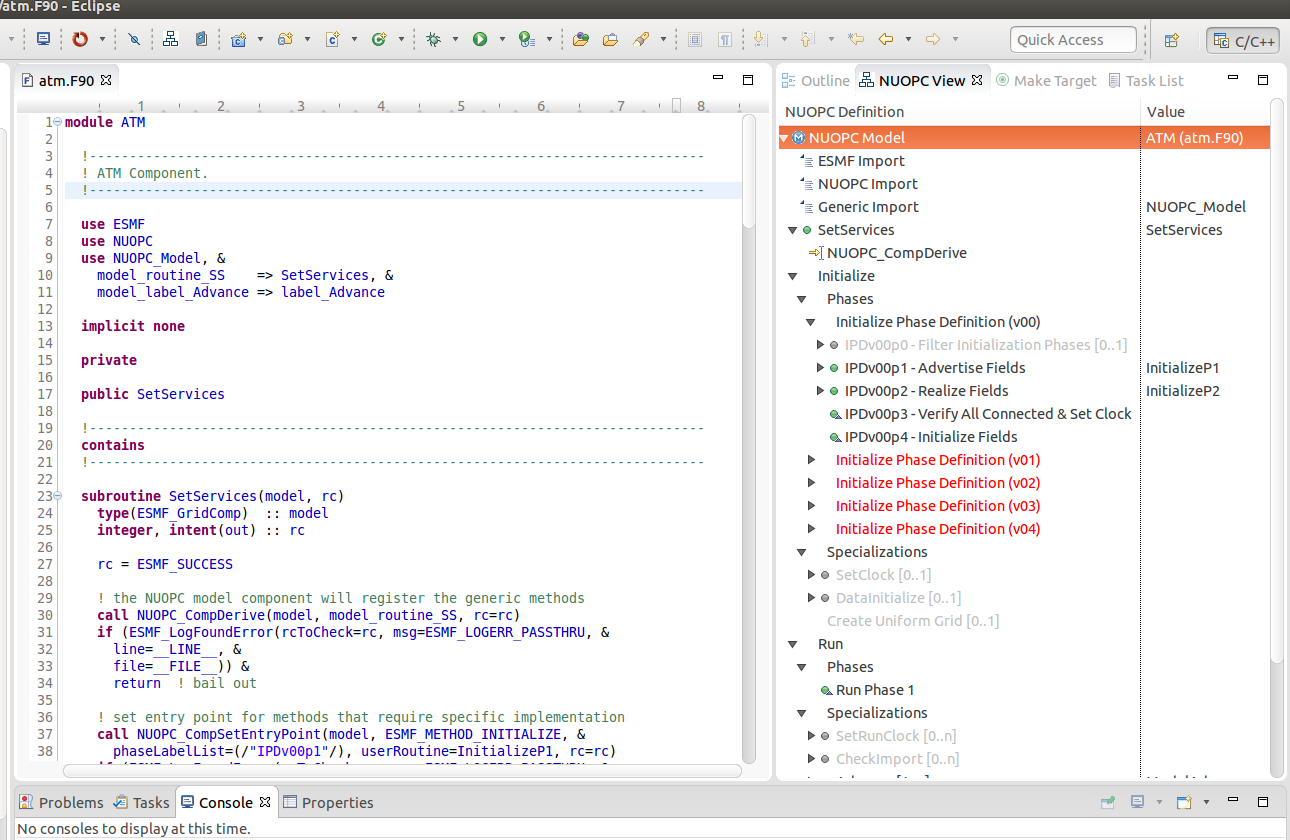 /atm.F90 - Eclipse
Quick Access
C/C++
atm.F90
1 2 3 4 5 6 7 8
1 module ATM
2
3 !-----------------------------------------------------------------------------
4 ! ATM Component.
5 !-----------------------------------------------------------------------------
6
7 use ESMF
8 use NUOPC
9 use NUOPC_Model, &
10 model_routine_SS    => SetServices, &
11 model_label_Advance => label_Advance
12
13 implicit none
14
15 private
16
17 public SetServices
18
19 !-----------------------------------------------------------------------------
20 contains
21 !-----------------------------------------------------------------------------
22
23 subroutine SetServices(model, rc)
24 type(ESMF_GridComp)  :: model
25 integer, intent(out) :: rc
26
27 rc = ESMF_SUCCESS
28
29 ! the NUOPC model component will register the generic methods
30 call NUOPC_CompDerive(model, model_routine_SS, rc=rc)
31 if (ESMF_LogFoundError(rcToCheck=rc, msg=ESMF_LOGERR_PASSTHRU, &
32 line=__LINE__, &
33 file=__FILE__)) &
34 return  ! bail out
35
36 ! set entry point for methods that require specific implementation
37 call NUOPC_CompSetEntryPoint(model, ESMF_METHOD_INITIALIZE, &
38 phaseLabelList=(/"IPDv00p1"/), userRoutine=InitializeP1, rc=rc)
Outline NUOPC View Make Target Task List
NUOPC Definition Value
NUOPC Model ATM (atm.F90)
ESMF Import
NUOPC Import
Generic Import NUOPC_Model
SetServices SetServices
NUOPC_CompDerive
Initialize
Phases
Initialize Phase Definition (v00)
IPDv00p0 - Filter Initialization Phases [0..1]
IPDv00p1 - Advertise Fields InitializeP1
IPDv00p2 - Realize Fields InitializeP2
IPDv00p3 - Verify All Connected & Set Clock
IPDv00p4 - Initialize Fields
Initialize Phase Definition (v01)
Initialize Phase Definition (v02)
Initialize Phase Definition (v03)
Initialize Phase Definition (v04)
Specializations
SetClock [0..1]
DataInitialize [0..1]
Create Uniform Grid [0..1]
Run
Phases
Run Phase 1
Specializations
SetRunClock [0..n]
CheckImport [0..n]
Problems Tasks Console Properties
No consoles to display at this time.